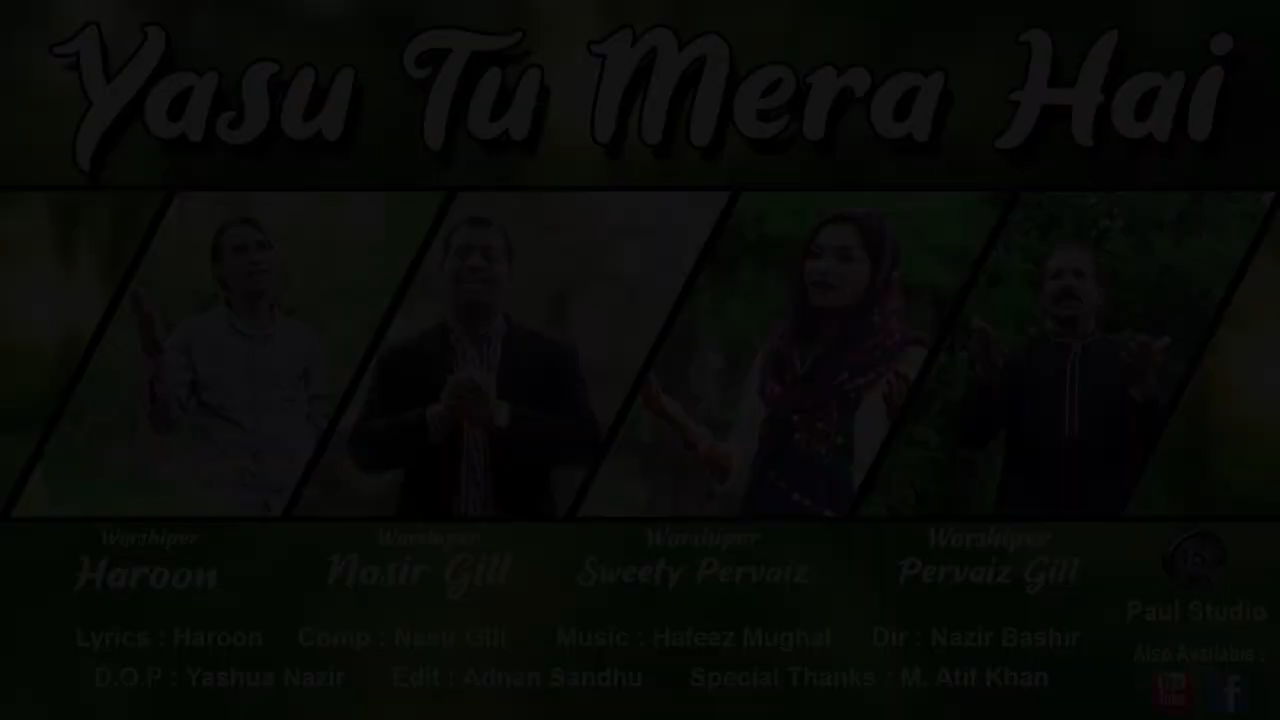 Yasu Tu Mera Hai
Worshiper Worshiper Worshiper Worshiper
Haroon Nasir Gill Sweety Pervaiz Pervaiz Gill
Paul Studio
Lyrics : Haroon Comp : Nasir Gill Music : Hafeez Mughal Dir : Nazir Bashir
Also Available :
D.O.P : Yashua Nazir Edit : Adnan Sandhu Special Thanks : M. Atif Khan
You Tube f